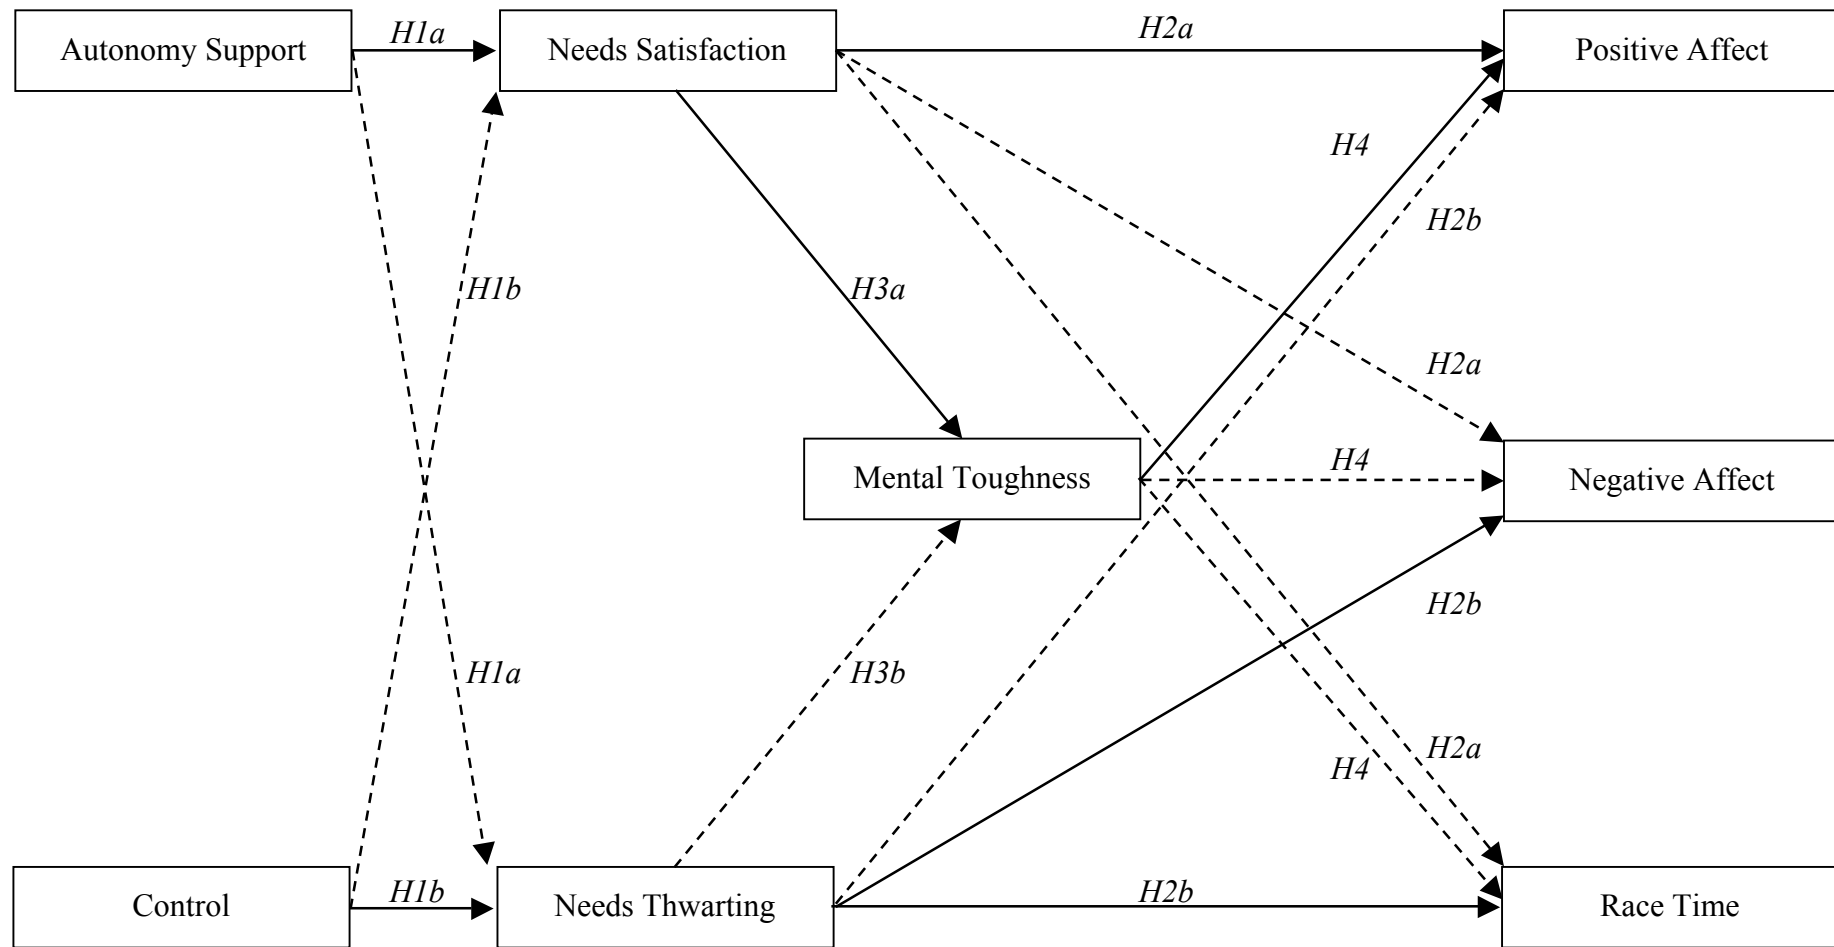 Autonomy Support
H1a
Needs Satisfaction
H2a
Positive Affect
H4
H2b
H1b
H3a
H2a
Mental Toughness
H4
Negative Affect
H2b
H1a
H3b
H2a
H4
Control
H1b
Needs Thwarting
H2b
Race Time